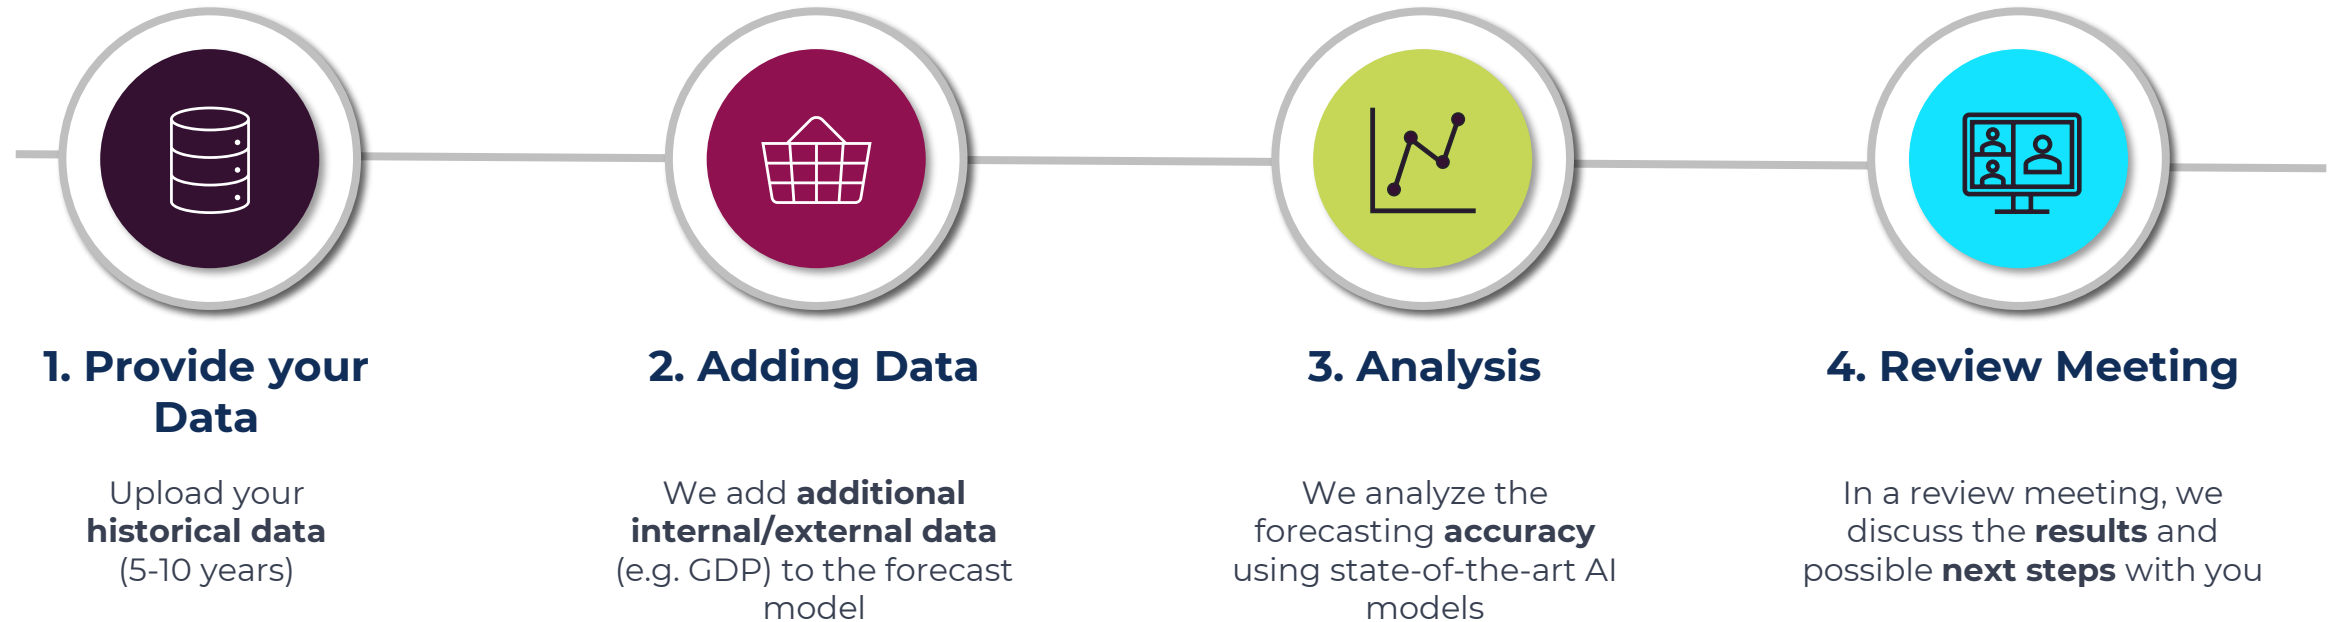 1. Provide your
Data
Upload your
historical data
(5-10 years)
2. Adding Data
We add additional
internal/external data
(e.g. GDP) to the forecast
model
3. Analysis
We analyze the
forecasting accuracy
using state-of-the-art AI
models
4. Review Meeting
In a review meeting, we
discuss the results and
possible next steps with you